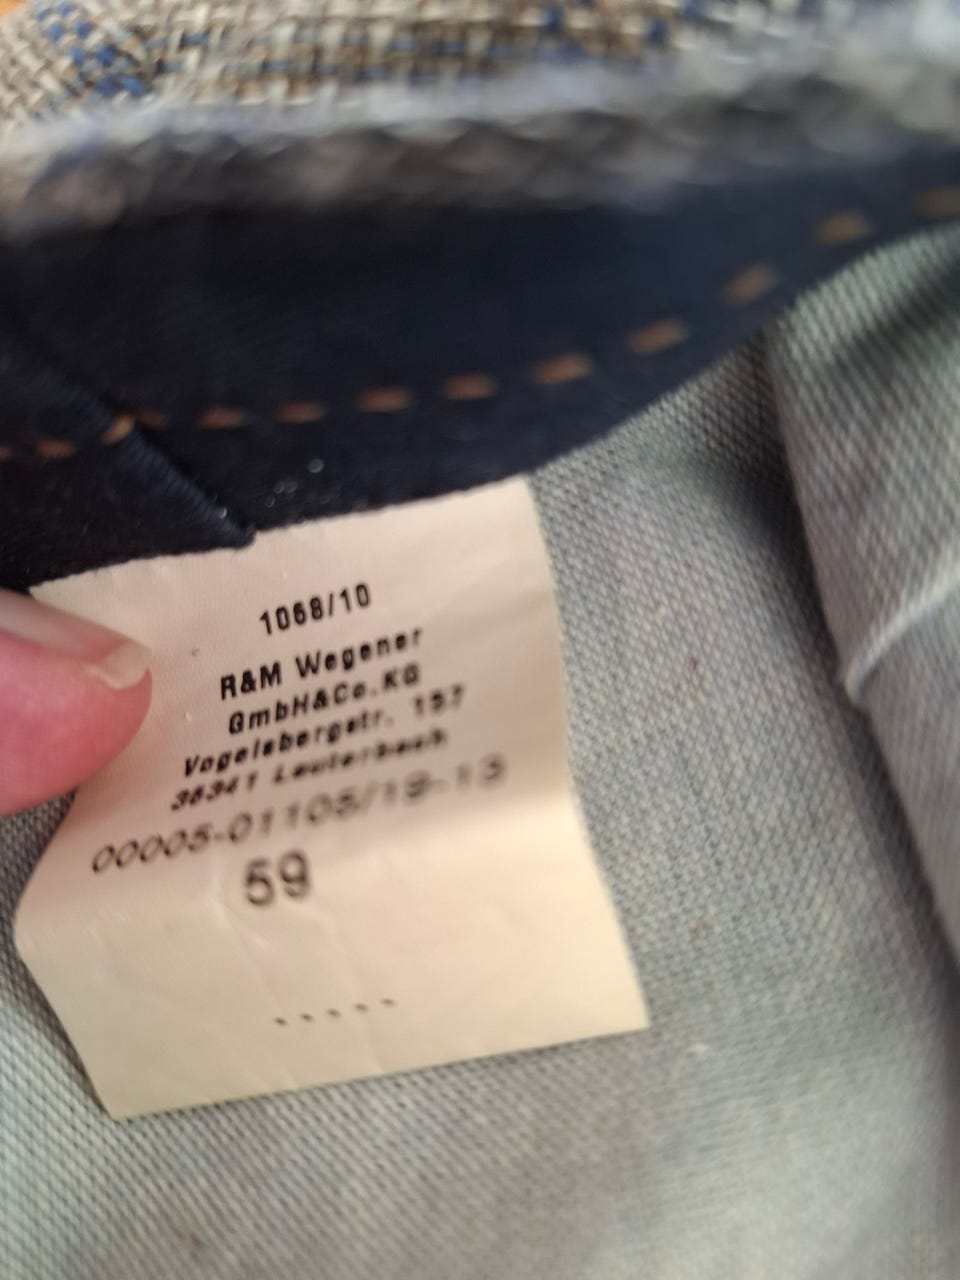 1068/10
R&M Wegener
GmbH&Co.KG
Vogelsbergstr. 157
36341 Lauterbach
00005-01105/19-13
59